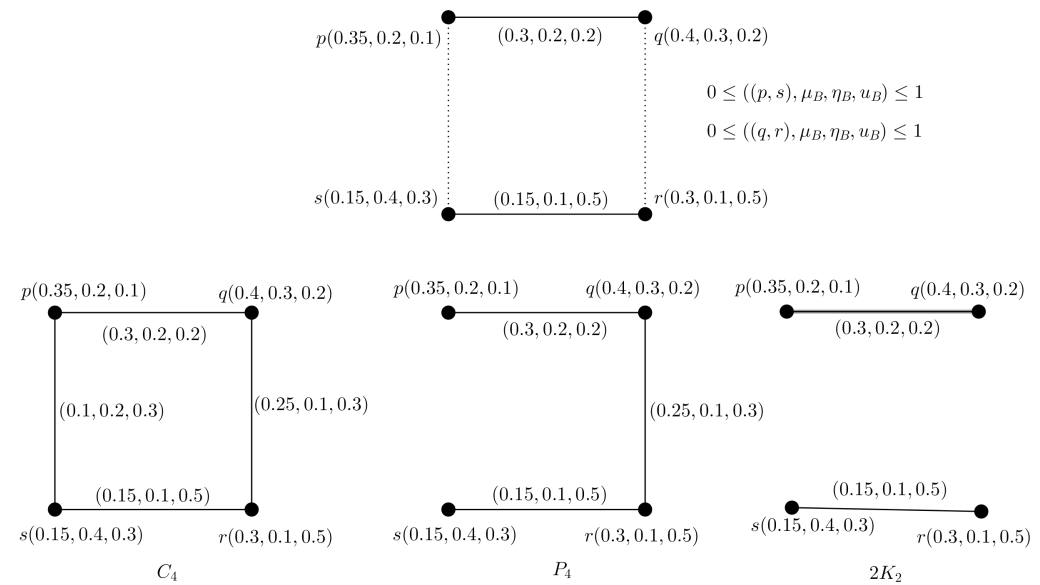 p(0.35, 0.2, 0.1) (0.3, 0.2, 0.2) q(0.4, 0.3, 0.2)
0 ≤ ((p, s), μ_B, η_B, u_B) ≤ 1
0 ≤ ((q, r), μ_B, η_B, u_B) ≤ 1
s(0.15, 0.4, 0.3) (0.15, 0.1, 0.5) r(0.3, 0.1, 0.5)
p(0.35, 0.2, 0.1) q(0.4, 0.3, 0.2)
(0.3, 0.2, 0.2)
(0.1, 0.2, 0.3) (0.25, 0.1, 0.3)
(0.15, 0.1, 0.5)
s(0.15, 0.4, 0.3) r(0.3, 0.1, 0.5)
C_4
p(0.35, 0.2, 0.1) q(0.4, 0.3, 0.2)
(0.3, 0.2, 0.2)
(0.25, 0.1, 0.3)
(0.15, 0.1, 0.5)
s(0.15, 0.4, 0.3) r(0.3, 0.1, 0.5)
P_4
p(0.35, 0.2, 0.1) q(0.4, 0.3, 0.2)
(0.3, 0.2, 0.2)
(0.15, 0.1, 0.5)
s(0.15, 0.4, 0.3) r(0.3, 0.1, 0.5)
2K_2